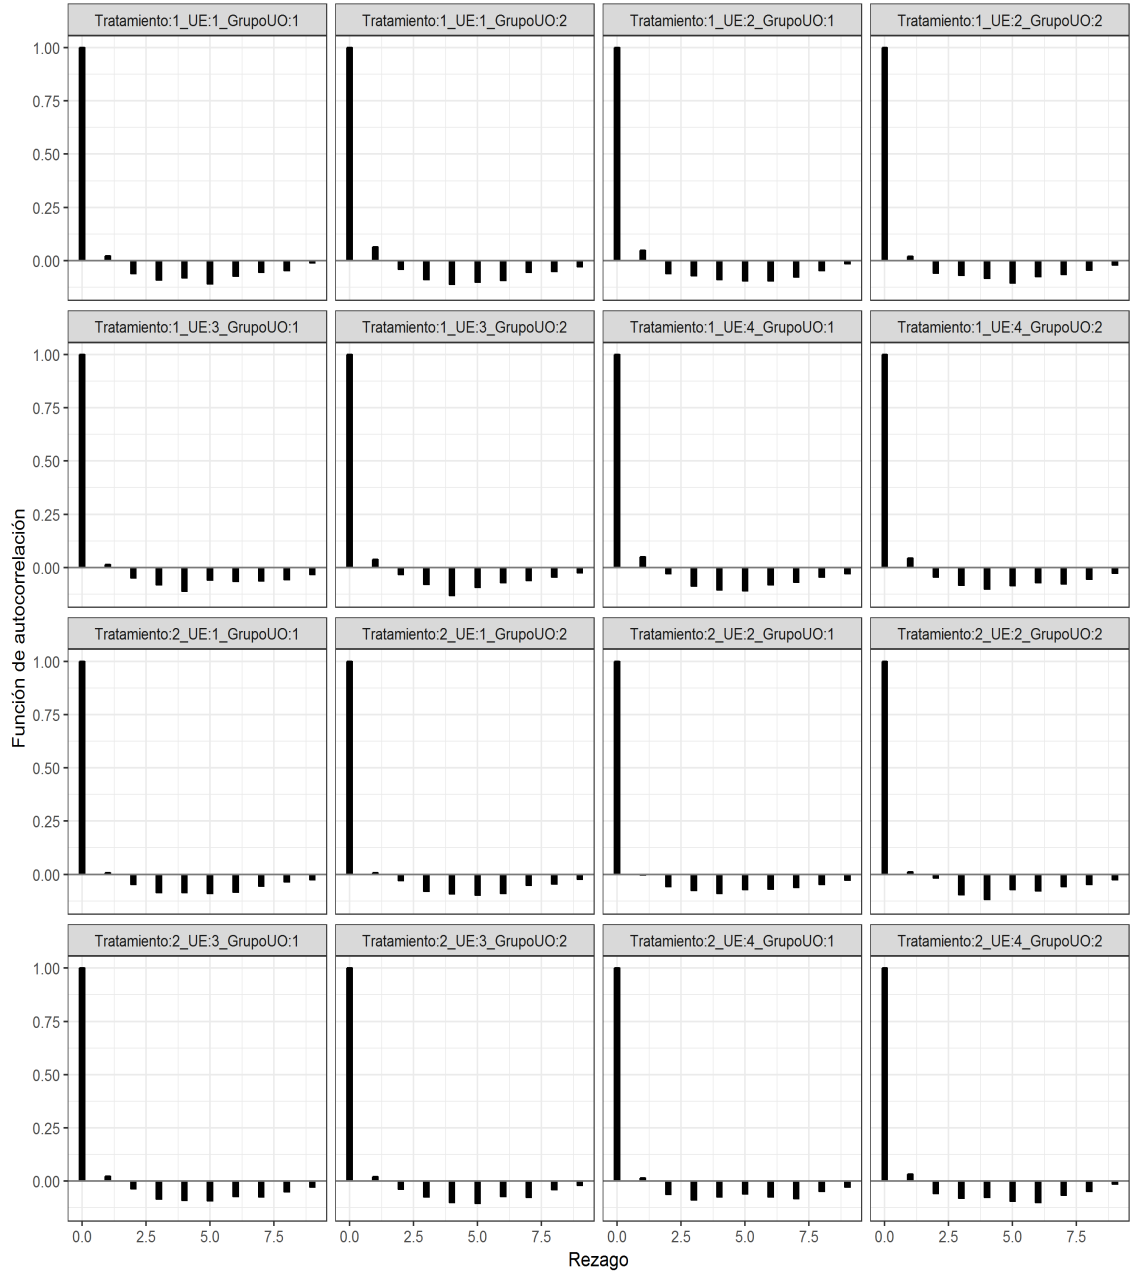 Tratamiento:1_UE:1_GrupoUO:1 Tratamiento:1_UE:1_GrupoUO:2 Tratamiento:1_UE:2_GrupoUO:1 Tratamiento:1_UE:2_GrupoUO:2
1.00
0.75
0.50
0.25
0.00
Tratamiento:1_UE:3_GrupoUO:1 Tratamiento:1_UE:3_GrupoUO:2 Tratamiento:1_UE:4_GrupoUO:1 Tratamiento:1_UE:4_GrupoUO:2
1.00
0.75
0.50
0.25
0.00
Función de autocorrelación
Tratamiento:2_UE:1_GrupoUO:1 Tratamiento:2_UE:1_GrupoUO:2 Tratamiento:2_UE:2_GrupoUO:1 Tratamiento:2_UE:2_GrupoUO:2
1.00
0.75
0.50
0.25
0.00
Tratamiento:2_UE:3_GrupoUO:1 Tratamiento:2_UE:3_GrupoUO:2 Tratamiento:2_UE:4_GrupoUO:1 Tratamiento:2_UE:4_GrupoUO:2
1.00
0.75
0.50
0.25
0.00
0.0 2.5 5.0 7.5 0.0 2.5 5.0 7.5 0.0 2.5 5.0 7.5 0.0 2.5 5.0 7.5
Rezago